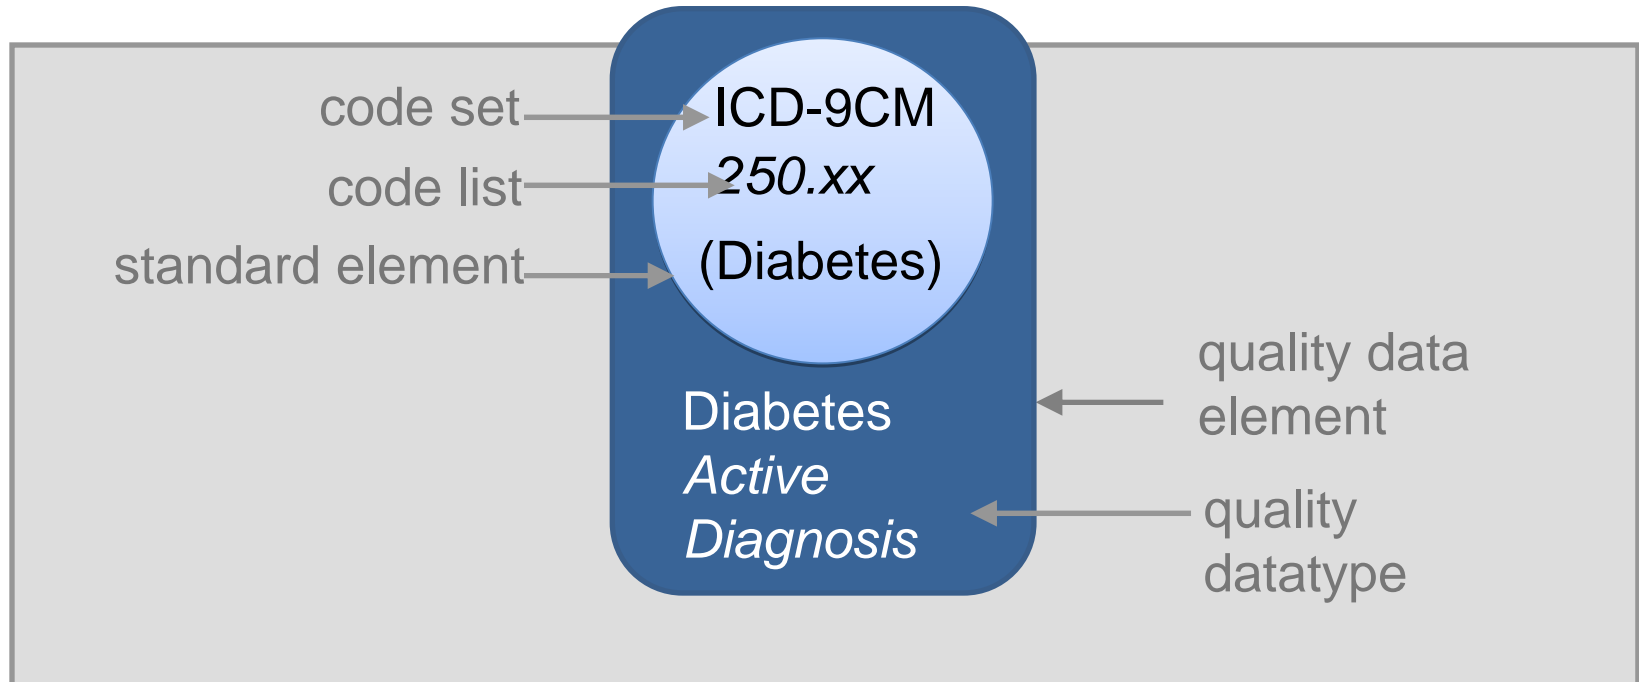 code set
ICD-9CM
code list
250.xx
standard element
(Diabetes)
quality data
element
Diabetes
Active
Diagnosis
quality
datatype